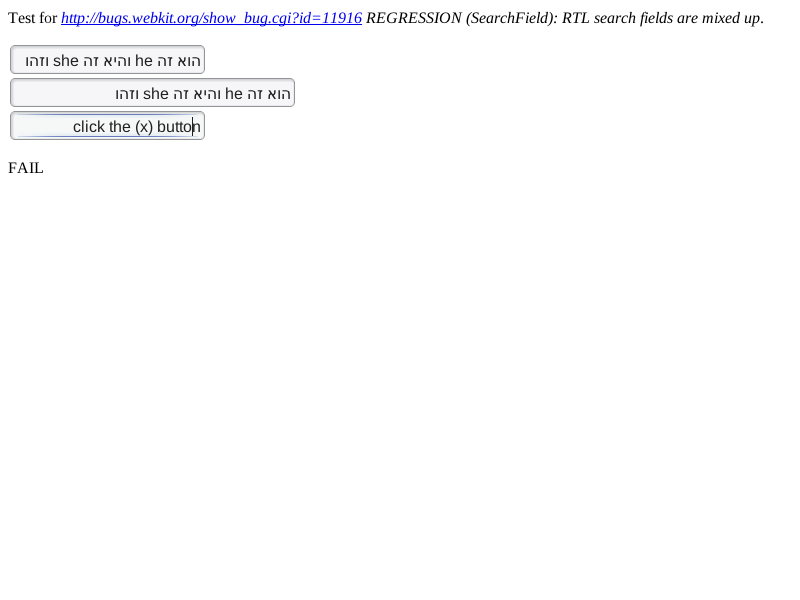 Test for http://bugs.webkit.org/show_bug.cgi?id=11916 REGRESSION (SearchField): RTL search fields are mixed up.
הוא זה he והיא זה she וזהו
הוא זה he והיא זה she וזהו
click the (x) button
FAIL